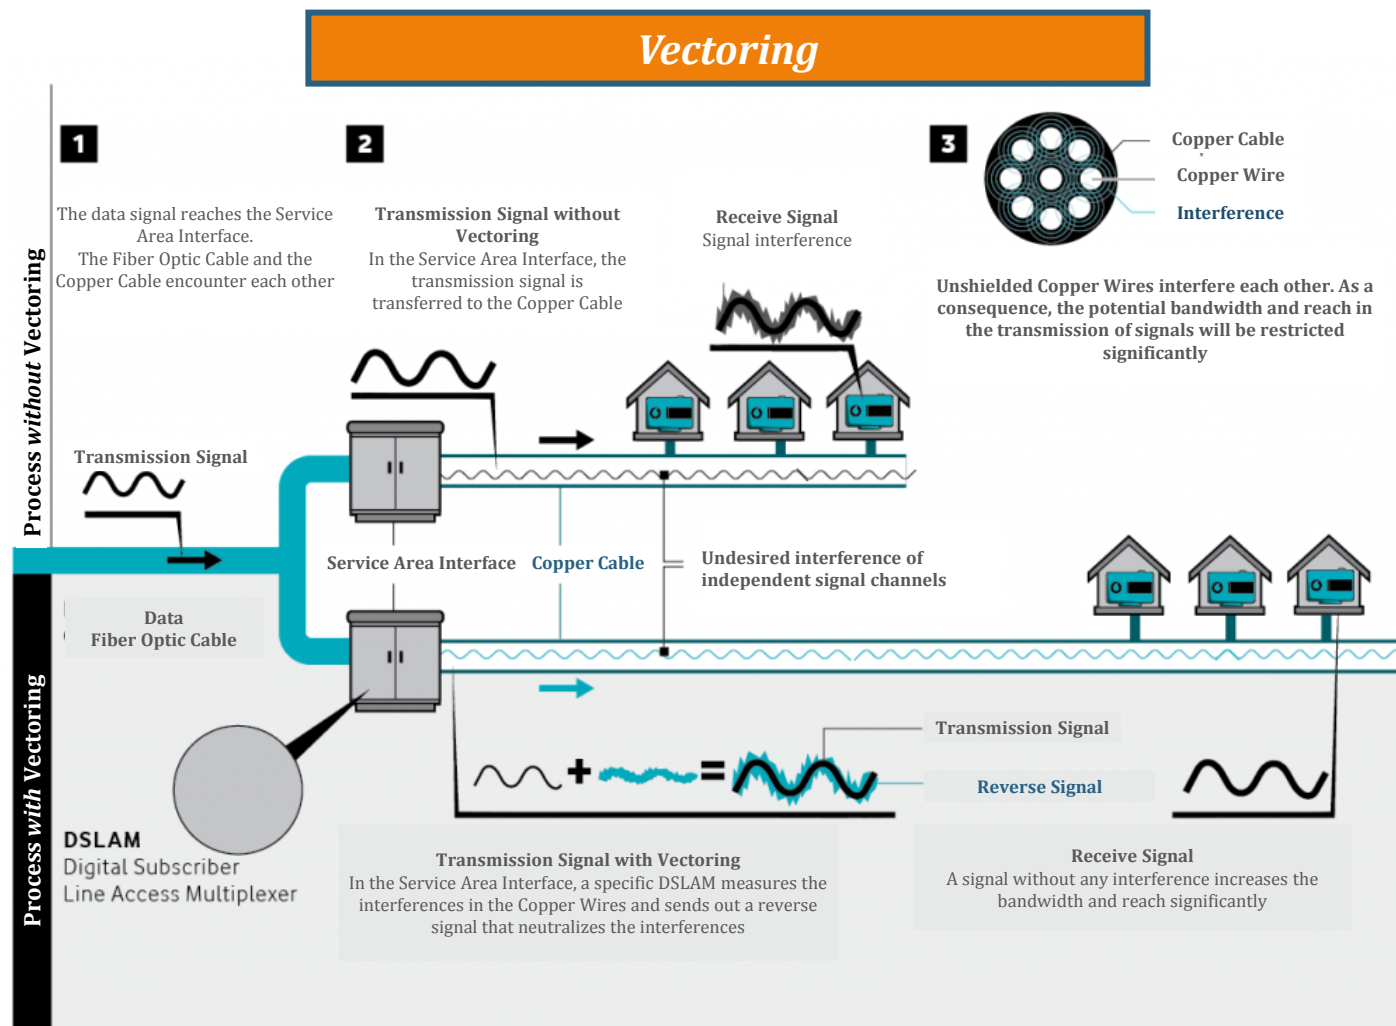 Vectoring
Process without Vectoring
1
The data signal reaches the Service
Area Interface.
The Fiber Optic Cable and the
Copper Cable encounter each other
2
Transmission Signal without
Vectoring
In the Service Area Interface, the
transmission signal is
transferred to the Copper Cable
Receive Signal
Signal interference
3
Copper Cable
Copper Wire
Interference
Unshielded Copper Wires interfere each other. As a
consequence, the potential bandwidth and reach in
the transmission of signals will be restricted
significantly
Transmission Signal
Service Area Interface
Copper Cable
Undesired interference of
independent signal channels
Data
Fiber Optic Cable
Process with Vectoring
DSLAM
Digital Subscriber
Line Access Multiplexer
+
=
Transmission Signal
Reverse Signal
Transmission Signal with Vectoring
In the Service Area Interface, a specific DSLAM measures the
interferences in the Copper Wires and sends out a reverse
signal that neutralizes the interferences
Receive Signal
A signal without any interference increases the
bandwidth and reach significantly